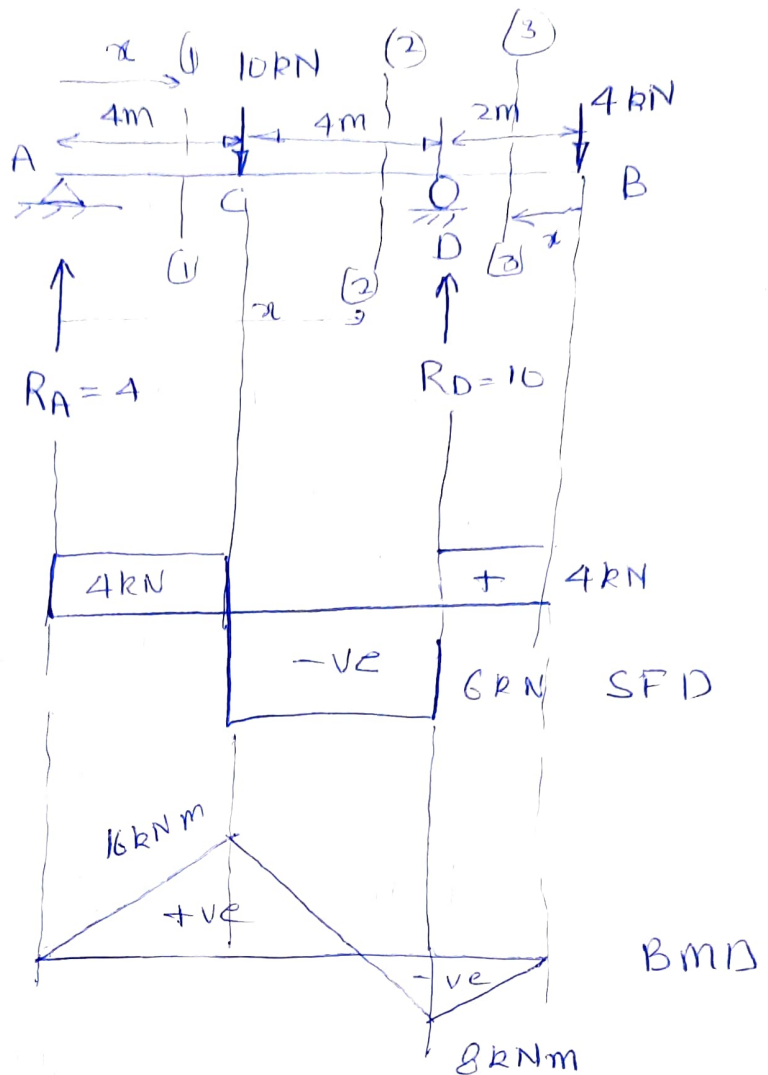 x (1) 10kN (2) (3)
4m 4m 2m 4kN
A C D B
(1) (2) (3) x
x
RA = 4 RD = 10
4kN + 4kN
-ve 6kN SFD
16kNm
+ve
-ve BMD
8kNm